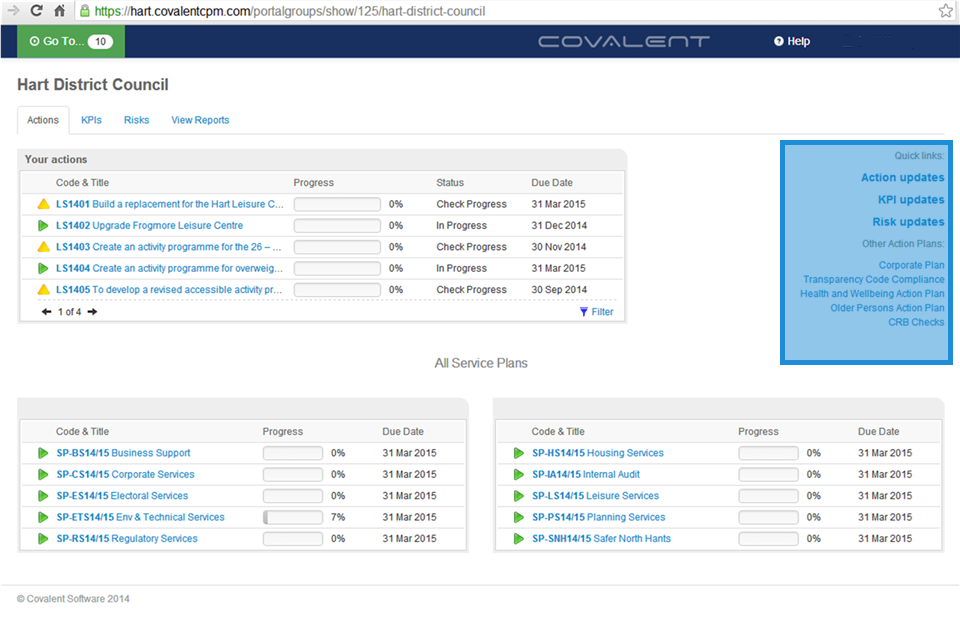 https://hart.covalentcpm.com/portalgroups/show/125/hart-district-council
Go To... 10
COVALENT
? Help
Hart District Council
Actions KPIs Risks View Reports
Your actions
Code & Title Progress Status Due Date
LS1401 Build a replacement for the Hart Leisure C... 0% Check Progress 31 Mar 2015
LS1402 Upgrade Frogmore Leisure Centre 0% In Progress 31 Dec 2014
LS1403 Create an activity programme for the 26 – ... 0% Check Progress 30 Nov 2014
LS1404 Create an activity programme for overweig... 0% In Progress 31 Mar 2015
LS1405 To develop a revised accessible activity pr... 0% Check Progress 30 Sep 2014
1 of 4
Filter
Quick links:
Action updates
KPI updates
Risk updates
Other Action Plans:
Corporate Plan
Transparency Code Compliance
Health and Wellbeing Action Plan
Older Persons Action Plan
CRB Checks
All Service Plans
Code & Title Progress Due Date
SP-BS14/15 Business Support 0% 31 Mar 2015
SP-CS14/15 Corporate Services 0% 31 Mar 2015
SP-ES14/15 Electoral Services 0% 31 Mar 2015
SP-ETS14/15 Env & Technical Services 7% 31 Mar 2015
SP-RS14/15 Regulatory Services 0% 31 Mar 2015
Code & Title Progress Due Date
SP-HS14/15 Housing Services 0% 31 Mar 2015
SP-IA14/15 Internal Audit 0% 31 Mar 2015
SP-LS14/15 Leisure Services 0% 31 Mar 2015
SP-PS14/15 Planning Services 0% 31 Mar 2015
SP-SNH14/15 Safer North Hants 0% 31 Mar 2015
© Covalent Software 2014